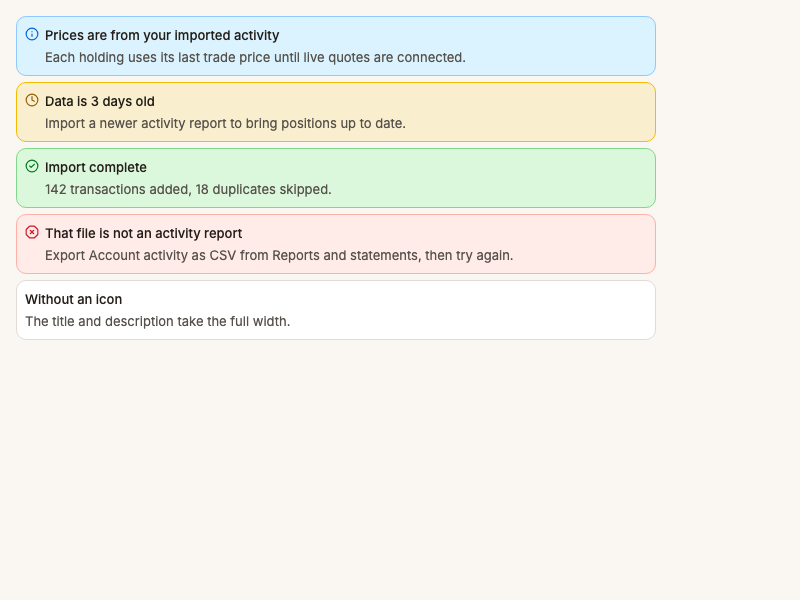 Prices are from your imported activity
Each holding uses its last trade price until live quotes are connected.
Data is 3 days old
Import a newer activity report to bring positions up to date.
Import complete
142 transactions added, 18 duplicates skipped.
That file is not an activity report
Export Account activity as CSV from Reports and statements, then try again.
Without an icon
The title and description take the full width.